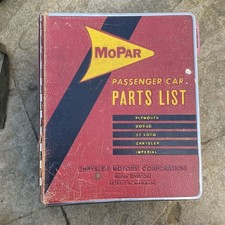 MOPAR
PASSENGER CAR
PARTS LIST
PLYMOUTH
DODGE
DE SOTO
CHRYSLER
IMPERIAL
CHRYSLER MOTORS CORPORATION